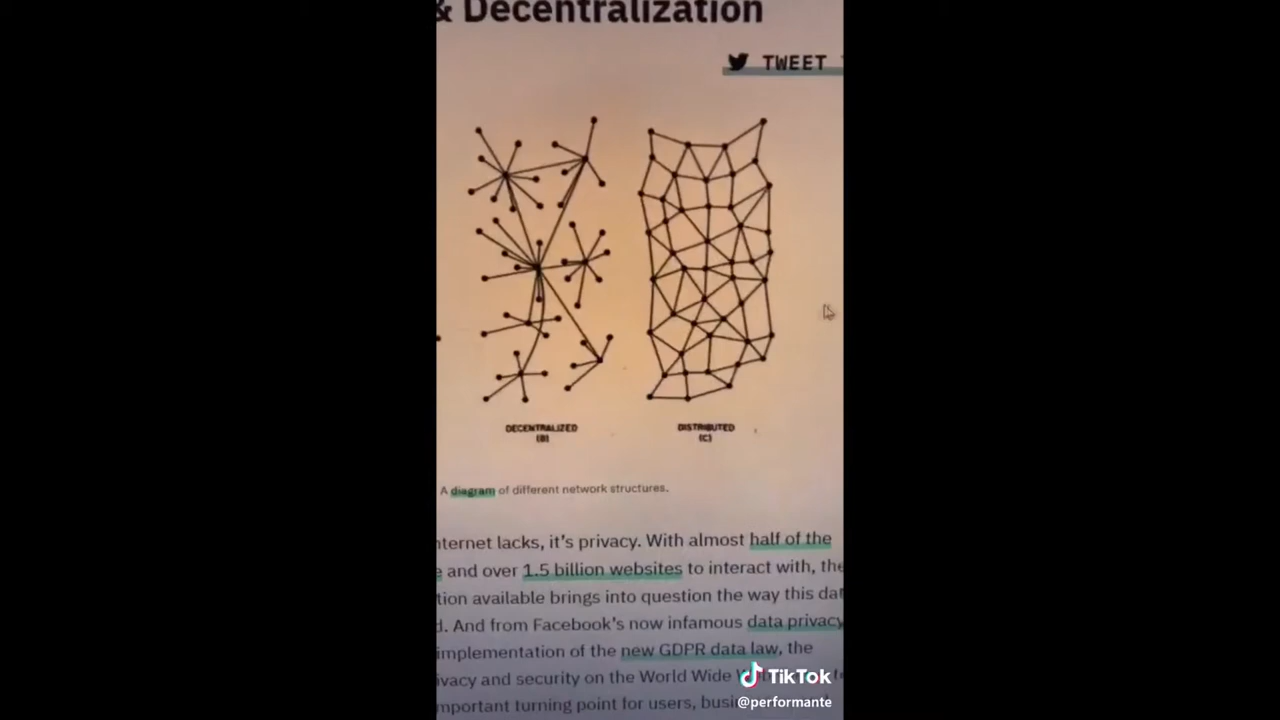 & Decentralization
TWEET
DECENTRALIZED
(B)
DISTRIBUTED
(C)
A diagram of different network structures.
nternet lacks, it's privacy. With almost half of the
e and over 1.5 billion websites to interact with, the
tion available brings into question the way this dat
d. And from Facebook's now infamous data privacy
implementation of the new GDPR data law, the
ivacy and security on the World Wide
mportant turning point for users, busi
TikTok
@performante